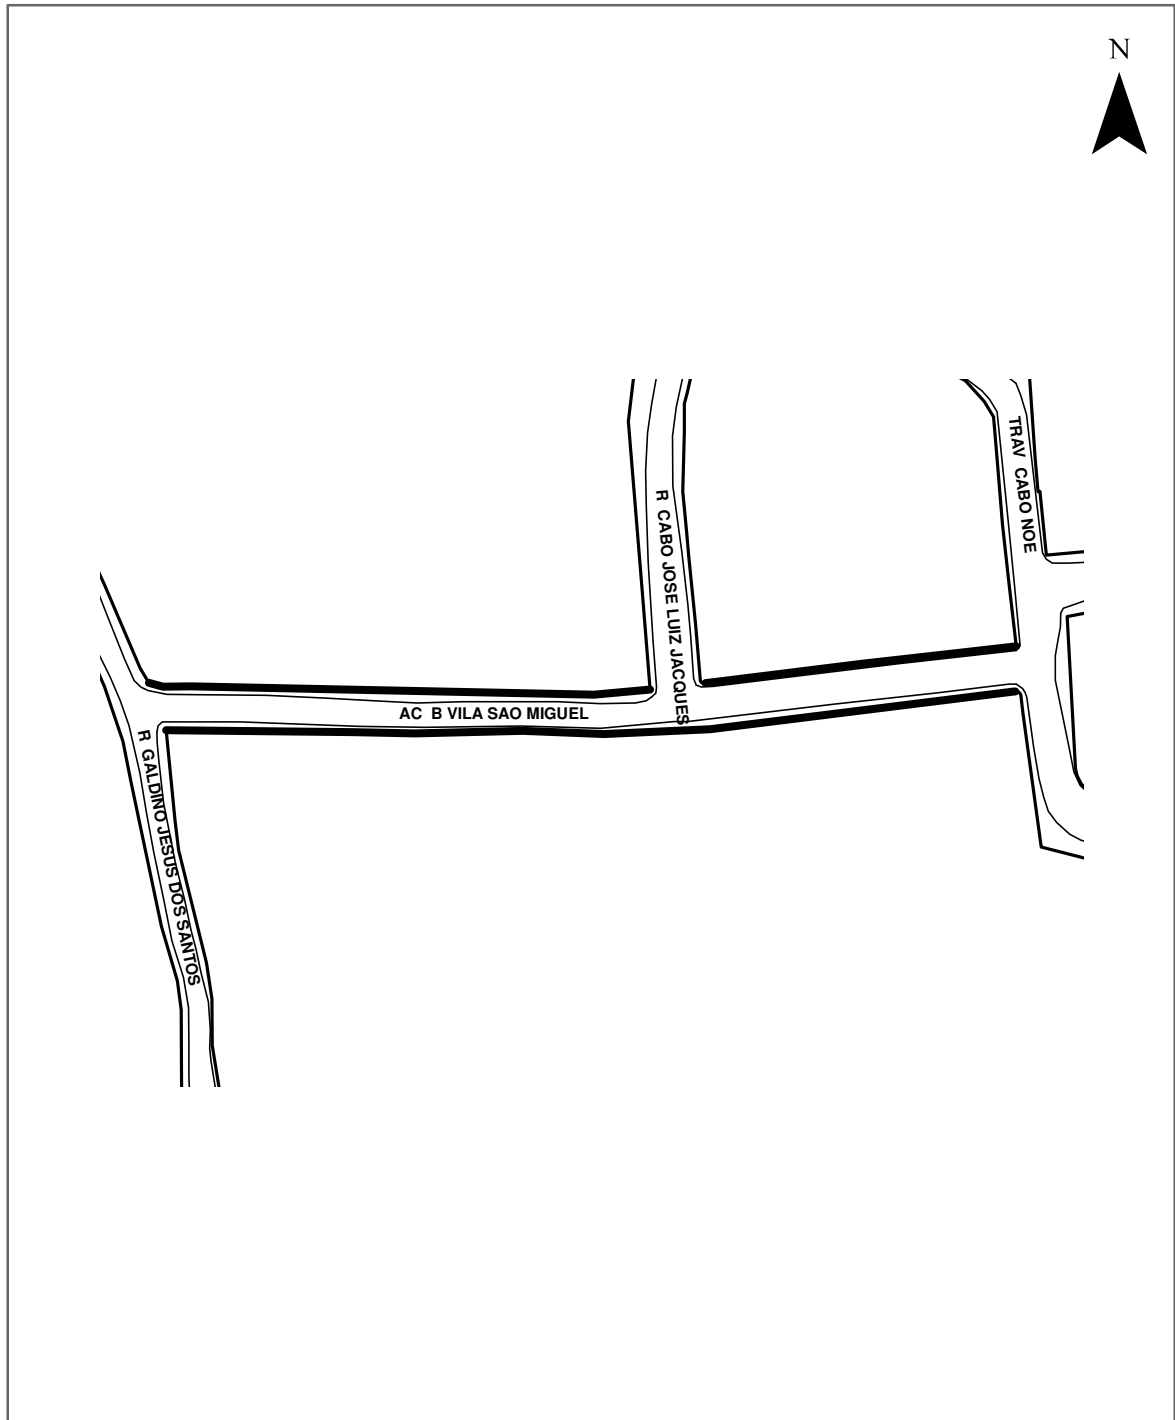 N
TRAV  CABO NOE
R  CABO JOSE LUIZ JACQUES
AC  B VILA SAO MIGUEL
R  GALDINO JESUS DOS SANTOS